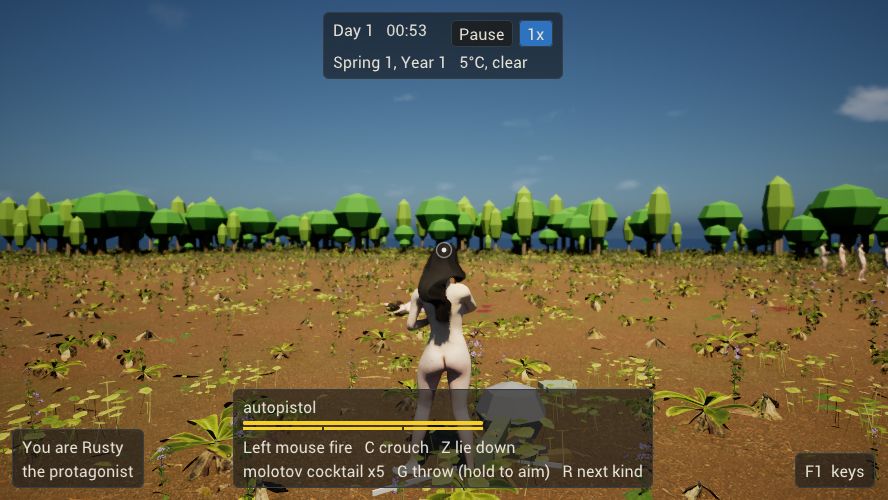 Day 1 00:53 Pause 1x
Spring 1, Year 1 5°C, clear
autopistol
Left mouse fire C crouch Z lie down
molotov cocktail x5 G throw (hold to aim) R next kind
You are Rusty
the protagonist
F1 keys